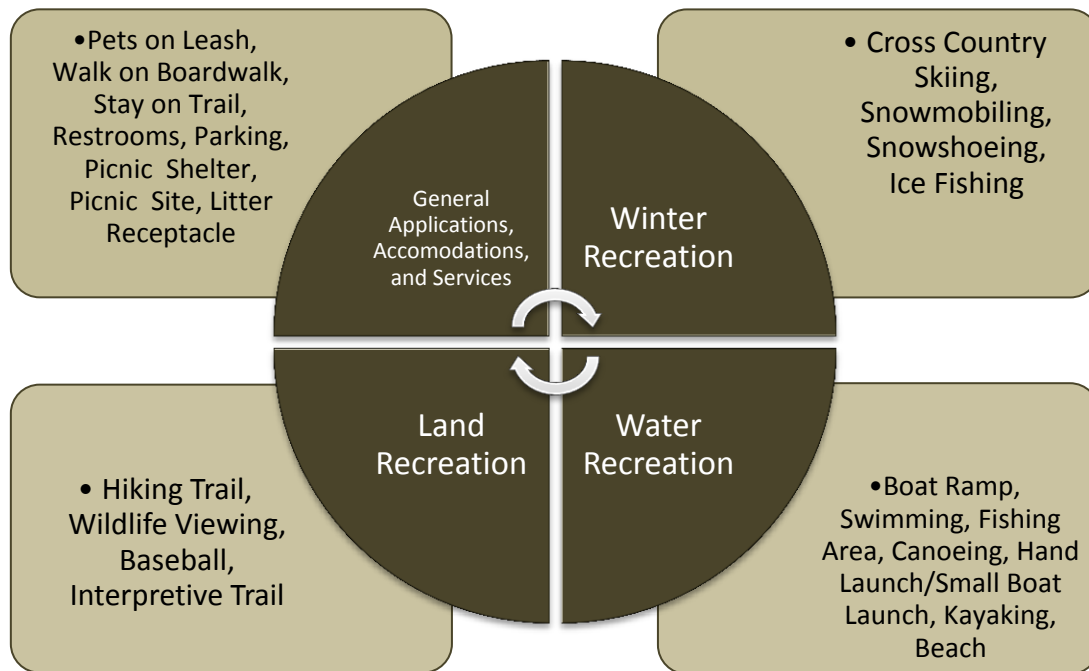 •Pets on Leash,
Walk on Boardwalk,
Stay on Trail,
Restrooms, Parking,
Picnic Shelter,
Picnic Site, Litter
Receptacle
General
Applications,
Accomodations,
and Services
• Cross Country
Skiing,
Snowmobiling,
Snowshoeing,
Ice Fishing
Winter
Recreation
• Hiking Trail,
Wildlife Viewing,
Baseball,
Interpretive Trail
Land
Recreation
Water
Recreation
•Boat Ramp,
Swimming, Fishing
Area, Canoeing, Hand
Launch/Small Boat
Launch, Kayaking,
Beach